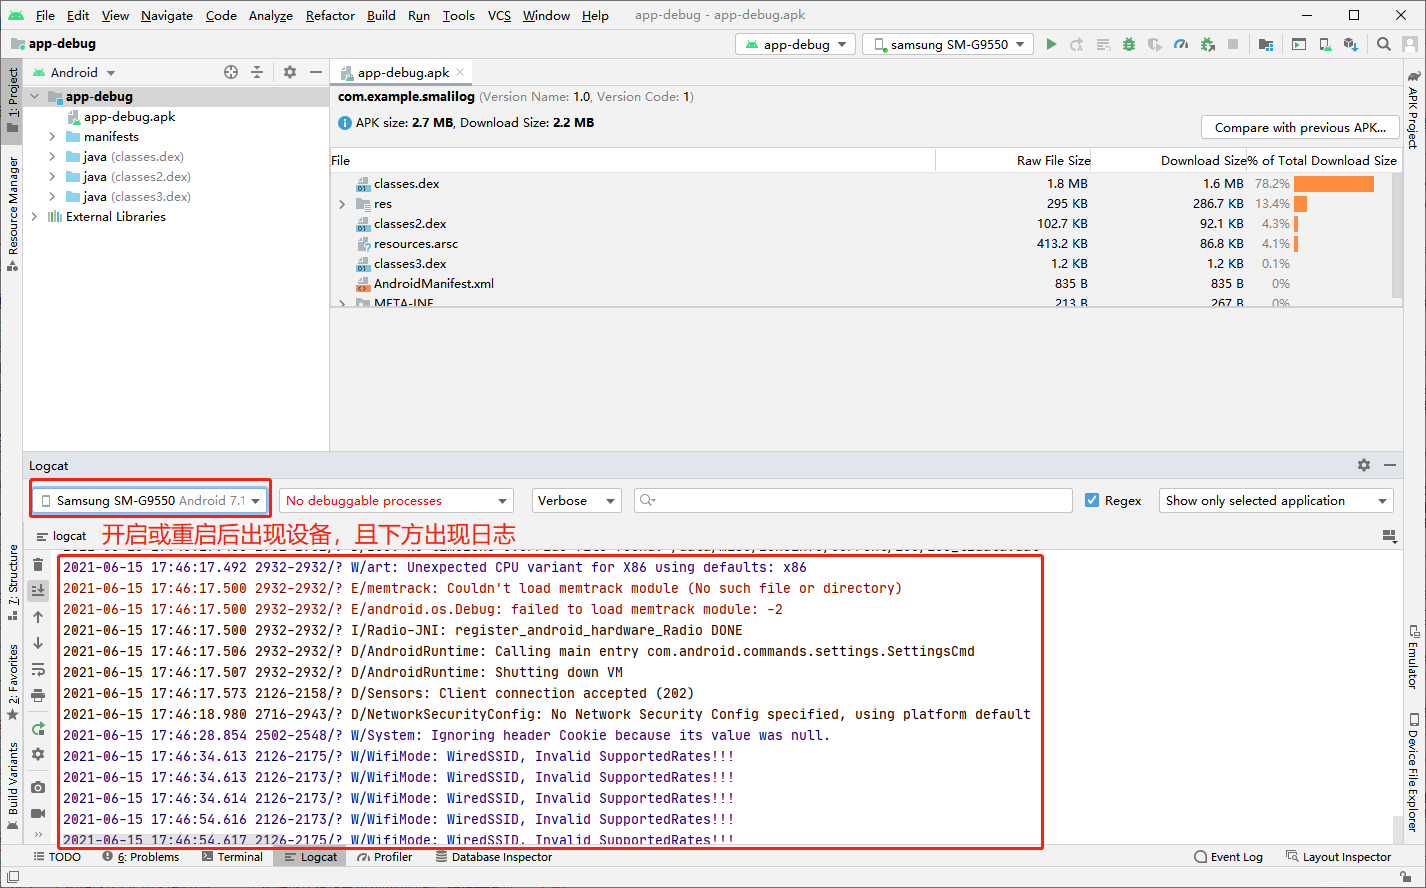 File Edit View Navigate Code Analyze Refactor Build Run Tools VCS Window Help app-debug - app-debug.apk
app-debug app-debug samsung SM-G9550
Android app-debug.apk
app-debug
app-debug.apk
manifests
java (classes.dex)
java (classes2.dex)
java (classes3.dex)
External Libraries
1: Project
Resource Manager
com.example.smalilog (Version Name: 1.0, Version Code: 1)
APK size: 2.7 MB, Download Size: 2.2 MB
Compare with previous APK...
File Raw File Size Download Size % of Total Download Size
classes.dex 1.8 MB 1.6 MB 78.2%
res 295 KB 286.7 KB 13.4%
classes2.dex 102.7 KB 92.1 KB 4.3%
resources.arsc 413.2 KB 86.8 KB 4.1%
classes3.dex 1.2 KB 1.2 KB 0.1%
AndroidManifest.xml 835 B 835 B 0%
META-INF 213 B 267 B 0%
APK Project
Logcat
Samsung SM-G9550 Android 7.1 No debuggable processes Verbose Regex Show only selected application
logcat 开启或重启后出现设备，且下方出现日志
2021-06-15 17:46:17.492 2932-2932/? W/art: Unexpected CPU variant for X86 using defaults: x86
2021-06-15 17:46:17.500 2932-2932/? E/memtrack: Couldn't load memtrack module (No such file or directory)
2021-06-15 17:46:17.500 2932-2932/? E/android.os.Debug: failed to load memtrack module: -2
2021-06-15 17:46:17.500 2932-2932/? I/Radio-JNI: register_android_hardware_Radio DONE
2021-06-15 17:46:17.506 2932-2932/? D/AndroidRuntime: Calling main entry com.android.commands.settings.SettingsCmd
2021-06-15 17:46:17.507 2932-2932/? D/AndroidRuntime: Shutting down VM
2021-06-15 17:46:17.573 2126-2158/? D/Sensors: Client connection accepted (202)
2021-06-15 17:46:18.980 2716-2943/? D/NetworkSecurityConfig: No Network Security Config specified, using platform default
2021-06-15 17:46:28.854 2502-2548/? W/System: Ignoring header Cookie because its value was null.
2021-06-15 17:46:34.613 2126-2175/? W/WifiMode: WiredSSID, Invalid SupportedRates!!!
2021-06-15 17:46:34.613 2126-2173/? W/WifiMode: WiredSSID, Invalid SupportedRates!!!
2021-06-15 17:46:34.614 2126-2173/? W/WifiMode: WiredSSID, Invalid SupportedRates!!!
2021-06-15 17:46:54.616 2126-2173/? W/WifiMode: WiredSSID, Invalid SupportedRates!!!
2021-06-15 17:46:54.617 2126-2175/? W/WifiMode: WiredSSID, Invalid SupportedRates!!!
7: Structure
2: Favorites
Build Variants
Emulator
Device File Explorer
TODO 6: Problems Terminal Logcat Profiler Database Inspector Event Log Layout Inspector